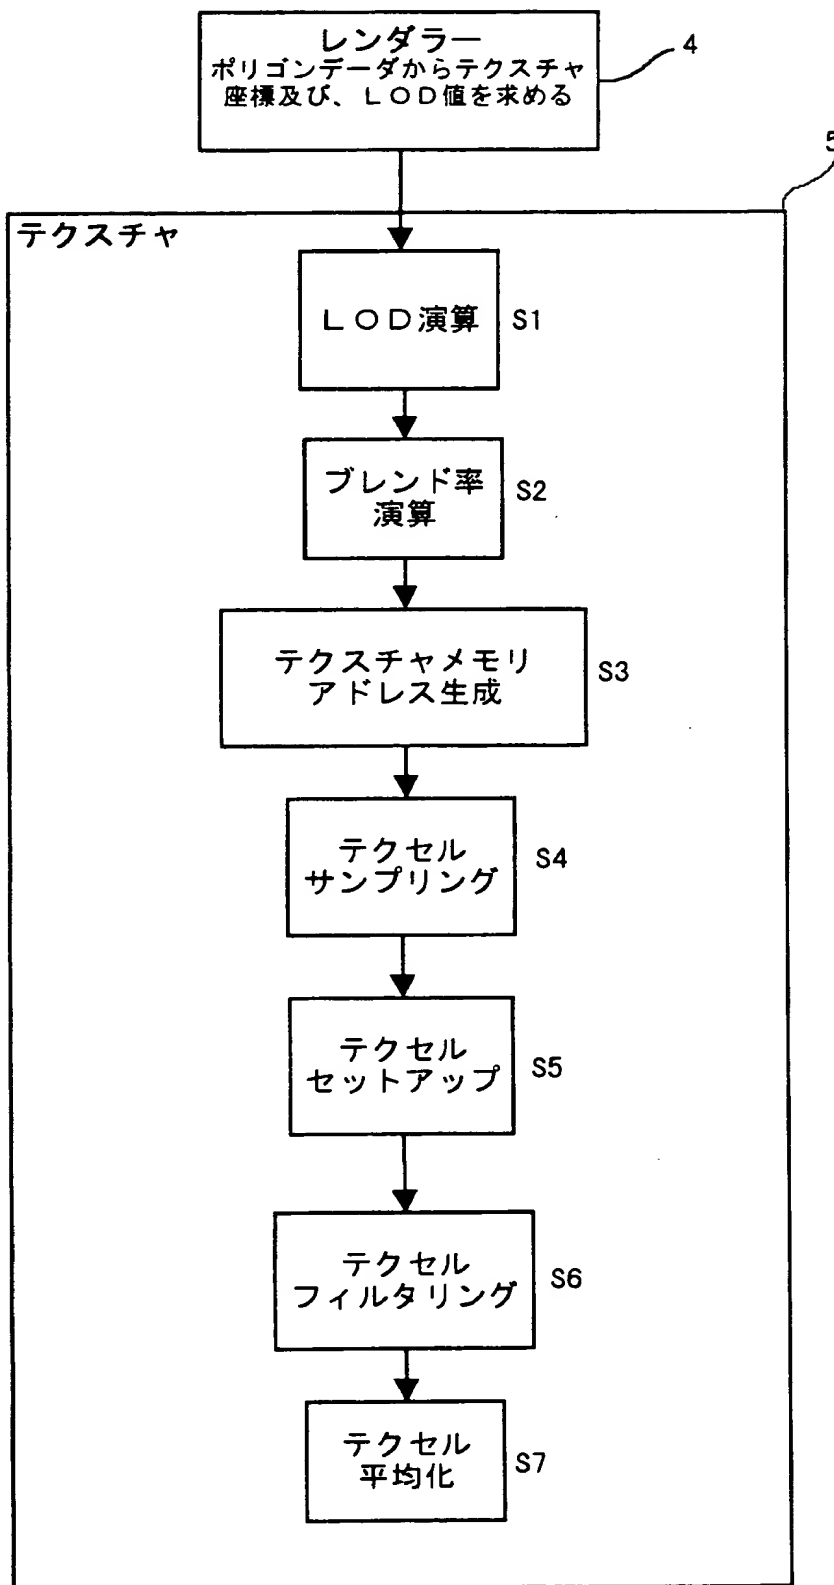 レンダラー
ポリゴンデーダからテクスチャ
座標及び、LOD値を求める
4
5
テクスチャ
LOD演算
S1
ブレンド率
演算
S2
テクスチャメモリ
アドレス生成
S3
テクセル
サンプリング
S4
テクセル
セットアップ
S5
テクセル
フィルタリング
S6
テクセル
平均化
S7